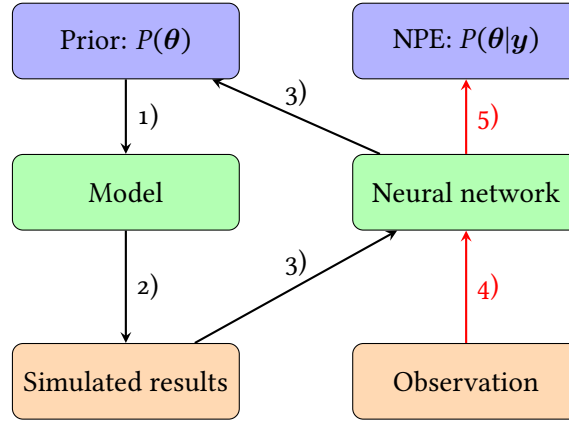 Prior: P(θ)
NPE: P(θ|y)
1)
3)
5)
Model
Neural network
2)
3)
4)
Simulated results
Observation